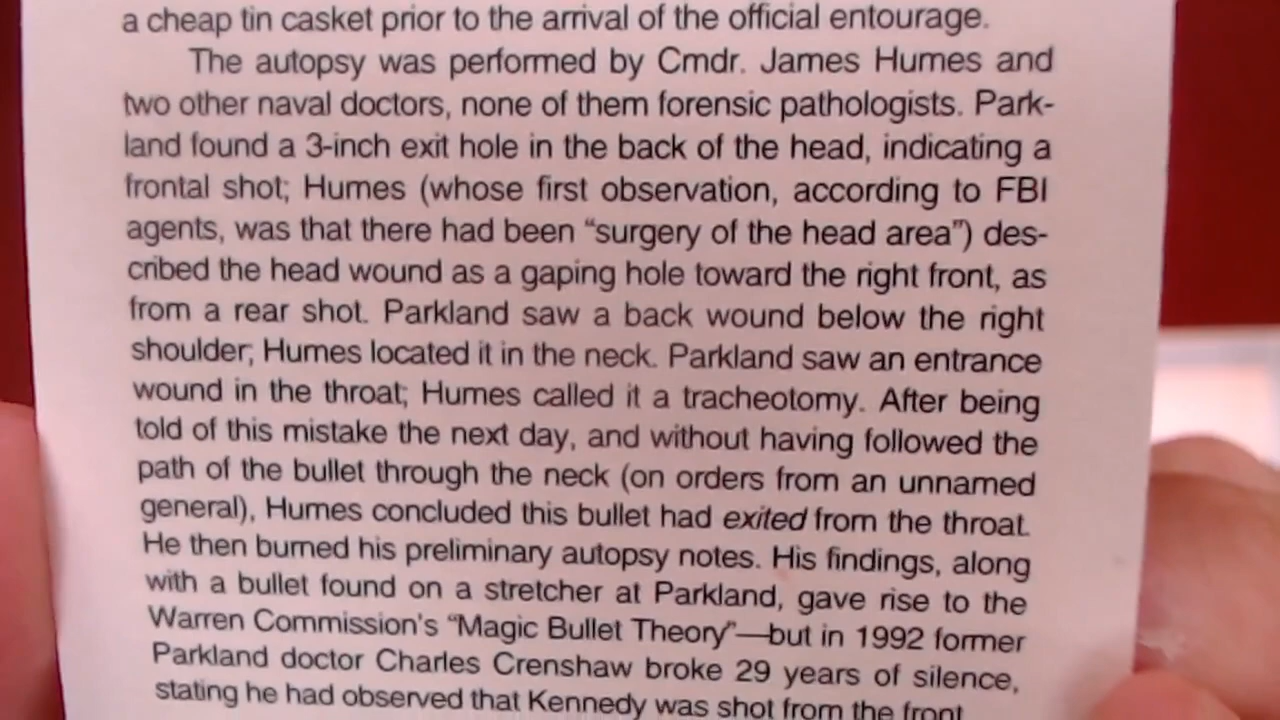 a cheap tin casket prior to the arrival of the official entourage.
The autopsy was performed by Cmdr. James Humes and
two other naval doctors, none of them forensic pathologists. Park-
land found a 3-inch exit hole in the back of the head, indicating a
frontal shot; Humes (whose first observation, according to FBI
agents, was that there had been “surgery of the head area”) des-
cribed the head wound as a gaping hole toward the right front, as
from a rear shot. Parkland saw a back wound below the right
shoulder; Humes located it in the neck. Parkland saw an entrance
wound in the throat; Humes called it a tracheotomy. After being
told of this mistake the next day, and without having followed the
path of the bullet through the neck (on orders from an unnamed
general), Humes concluded this bullet had exited from the throat.
He then burned his preliminary autopsy notes. His findings, along
with a bullet found on a stretcher at Parkland, gave rise to the
Warren Commission's “Magic Bullet Theory”—but in 1992 former
Parkland doctor Charles Crenshaw broke 29 years of silence,
stating he had observed that Kennedy was shot from the front